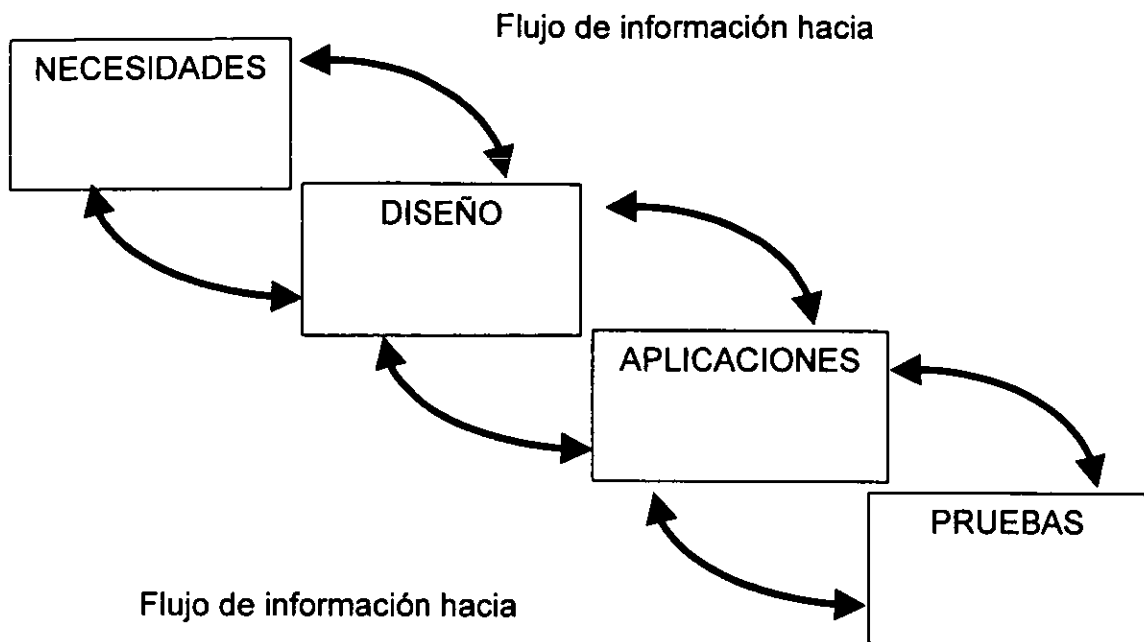 Flujo de información hacia
NECESIDADES
DISEÑO
APLICACIONES
PRUEBAS
Flujo de información hacia